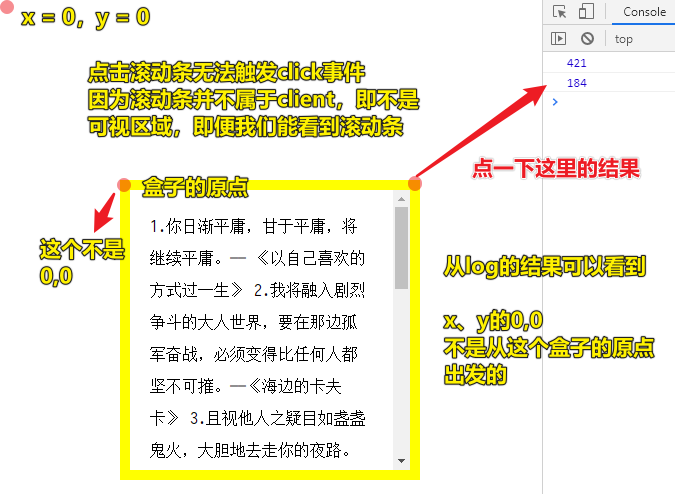 x = 0，y = 0
Console
top
421
184
点击滚动条无法触发click事件
因为滚动条并不属于client，即不是
可视区域，即便我们能看到滚动条
点一下这里的结果
盒子的原点
这个不是
0,0
1.你日渐平庸，甘于平庸，将
继续平庸。—《以自己喜欢的
方式过一生》 2.我将融入剧烈
争斗的大人世界，要在那边孤
军奋战，必须变得比任何人都
坚不可摧。—《海边的卡夫
卡》 3.且视他人之疑目如盏盏
鬼火，大胆地去走你的夜路。
从log的结果可以看到
x、y的0,0
不是从这个盒子的原点
出发的